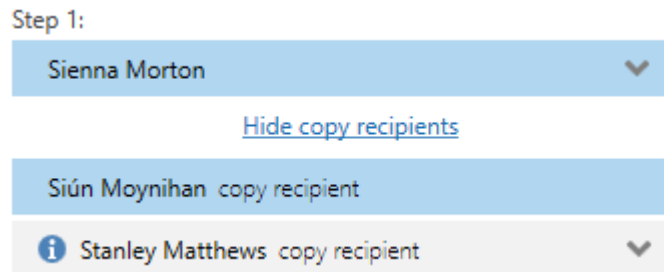 Step 1:
Sienna Morton
Hide copy recipients
Siún Moynihan copy recipient
Stanley Matthews copy recipient